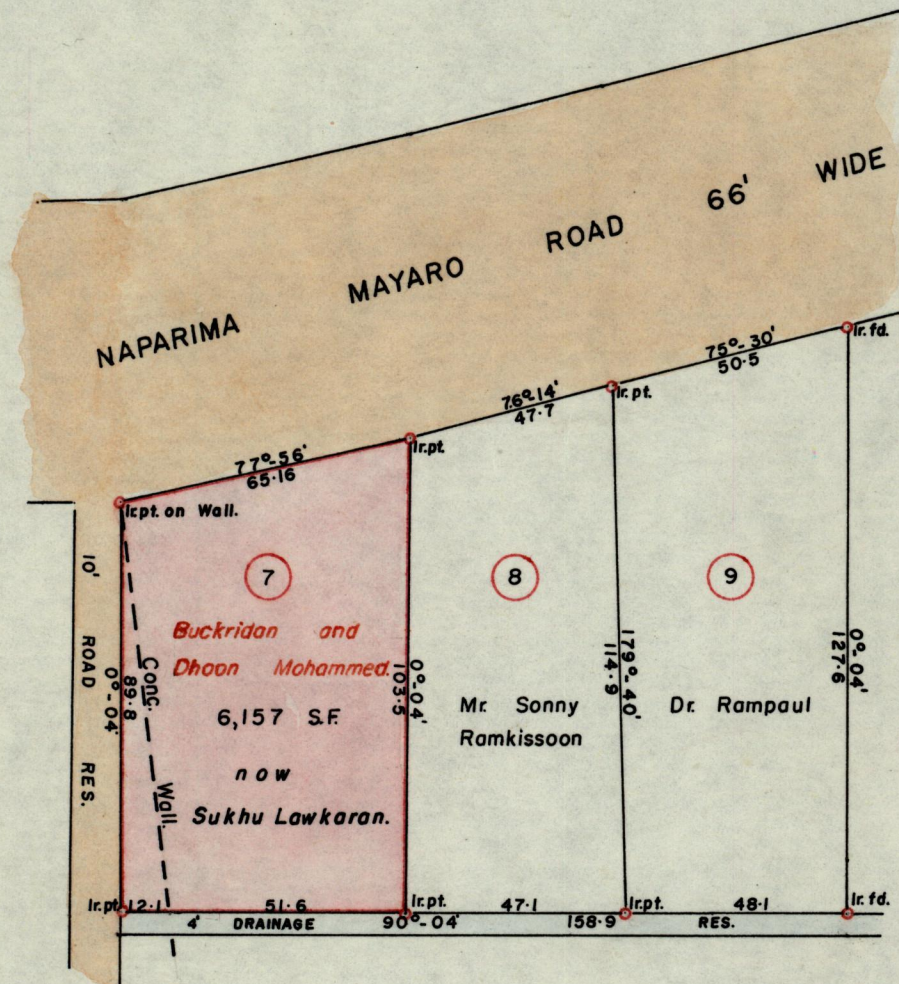 NAPARIMA MAYARO ROAD 66' WIDE
75°-30'
50·5
Ir. fd.
76°-14'
47·7
Ir. pt.
77°-56'
65·16
Ir. pt.
Ir. pt. on Wall.
10' ROAD RES.
0°-04'
89·8
Conc. Wall.
7
Buckridan and
Dhoon Mohammed.
6,157 S.F.
now
Sukhu Lawkaran.
0°-04'
103·5
8
Mr. Sonny
Ramkissoon
179°-40'
114·9
9
Dr. Rampaul
0°-04'
127·6
Ir. pt. 12·1 51·6 Ir. pt. 47·1 Ir. pt. 48·1 Ir. fd.
4' DRAINAGE 90°-04' 158·9 RES.